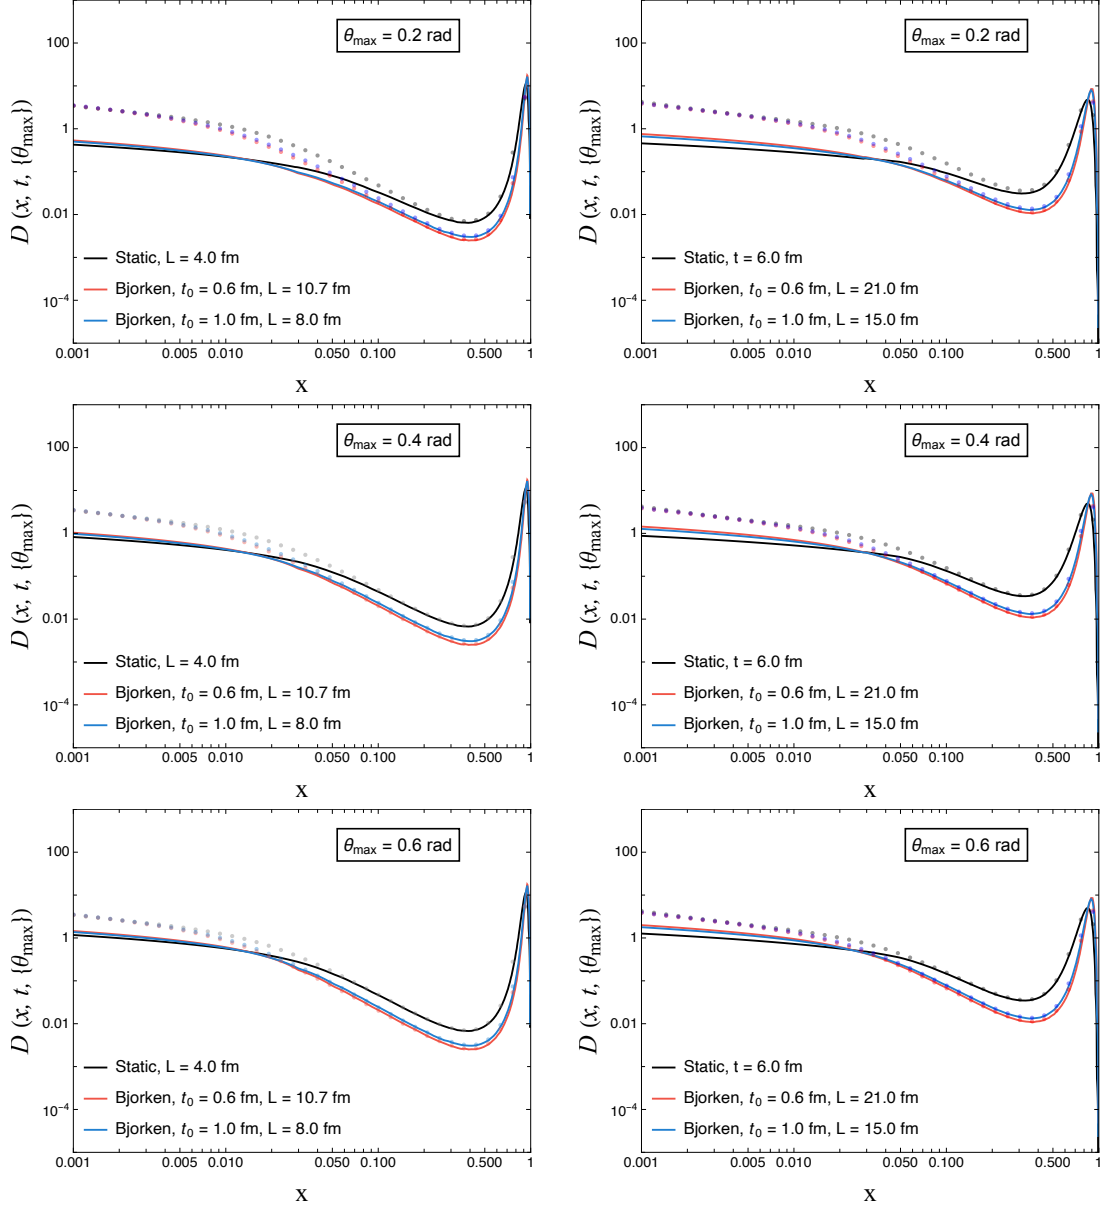 θmax = 0.2 rad
100
1
0.01
10⁻⁴
D (x, t, {θmax})
Static, L = 4.0 fm
Bjorken, t₀ = 0.6 fm, L = 10.7 fm
Bjorken, t₀ = 1.0 fm, L = 8.0 fm
0.001 0.005 0.010 0.050 0.100 0.500 1
x
θmax = 0.2 rad
100
1
0.01
10⁻⁴
D (x, t, {θmax})
Static, t = 6.0 fm
Bjorken, t₀ = 0.6 fm, L = 21.0 fm
Bjorken, t₀ = 1.0 fm, L = 15.0 fm
0.001 0.005 0.010 0.050 0.100 0.500 1
x
θmax = 0.4 rad
100
1
0.01
10⁻⁴
D (x, t, {θmax})
Static, L = 4.0 fm
Bjorken, t₀ = 0.6 fm, L = 10.7 fm
Bjorken, t₀ = 1.0 fm, L = 8.0 fm
0.001 0.005 0.010 0.050 0.100 0.500 1
x
θmax = 0.4 rad
100
1
0.01
10⁻⁴
D (x, t, {θmax})
Static, t = 6.0 fm
Bjorken, t₀ = 0.6 fm, L = 21.0 fm
Bjorken, t₀ = 1.0 fm, L = 15.0 fm
0.001 0.005 0.010 0.050 0.100 0.500 1
x
θmax = 0.6 rad
100
1
0.01
10⁻⁴
D (x, t, {θmax})
Static, L = 4.0 fm
Bjorken, t₀ = 0.6 fm, L = 10.7 fm
Bjorken, t₀ = 1.0 fm, L = 8.0 fm
0.001 0.005 0.010 0.050 0.100 0.500 1
x
θmax = 0.6 rad
100
1
0.01
10⁻⁴
D (x, t, {θmax})
Static, t = 6.0 fm
Bjorken, t₀ = 0.6 fm, L = 21.0 fm
Bjorken, t₀ = 1.0 fm, L = 15.0 fm
0.001 0.005 0.010 0.050 0.100 0.500 1
x